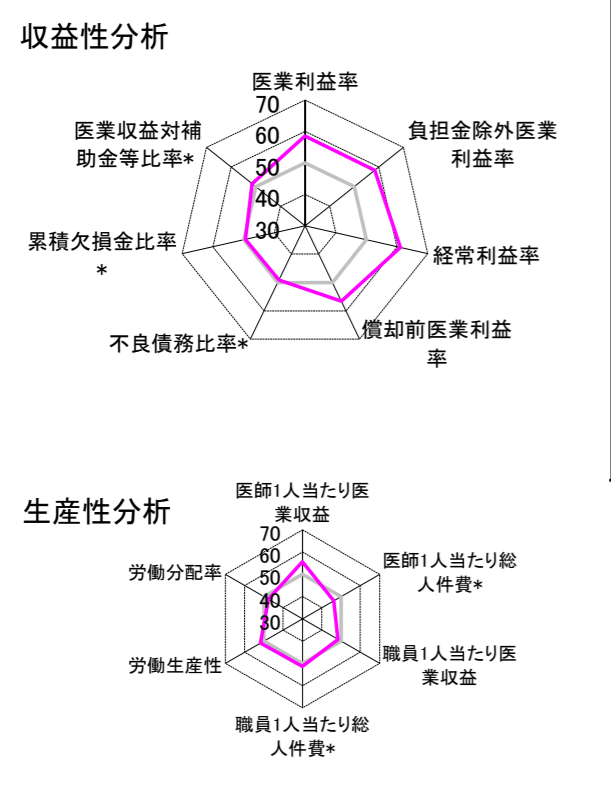 収益性分析
医業利益率
70
60
50
40
30
負担金除外医業
利益率
経常利益率
償却前医業利益
率
不良債務比率*
累積欠損金比率
*
医業収益対補
助金等比率*
生産性分析
医師1人当たり医
業収益
70
60
50
40
30
医師1人当たり総
人件費*
職員1人当たり医
業収益
職員1人当たり総
人件費*
労働生産性
労働分配率